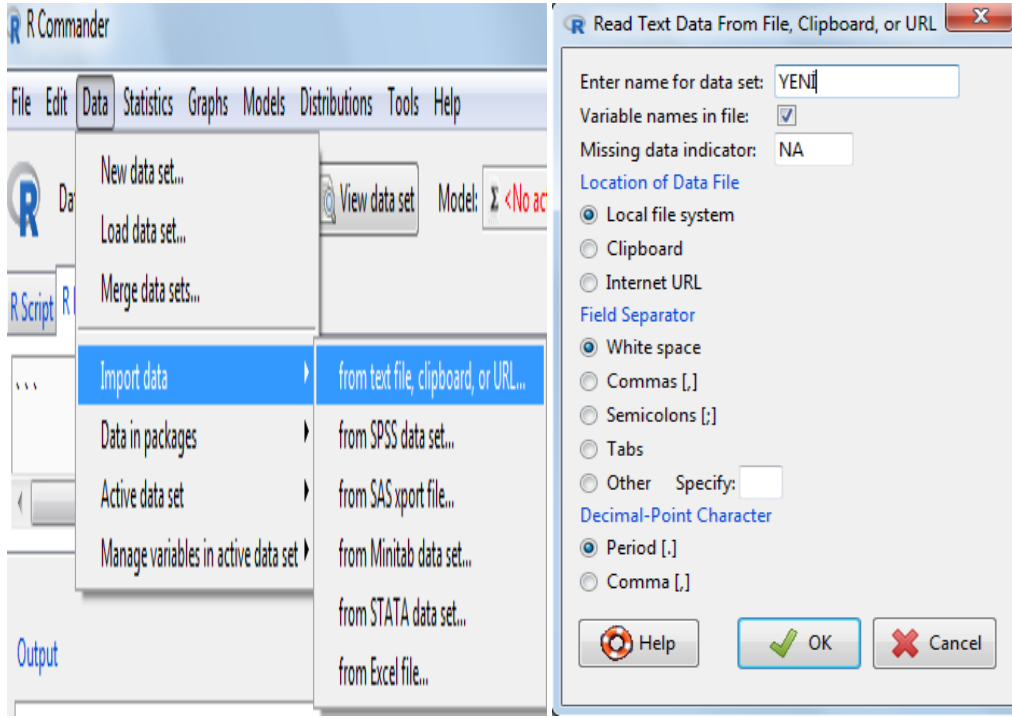 R Commander
File Edit Data Statistics Graphs Models Distributions Tools Help
New data set...
Load data set...
Merge data sets...
View data set Model: Σ <No
R Script
Import data
Data in packages
Active data set
Manage variables in active data set
from text file, clipboard, or URL...
from SPSS data set...
from SAS xport file...
from Minitab data set...
from STATA data set...
from Excel file...
Output
Read Text Data From File, Clipboard, or URL
Enter name for data set: YENİ
Variable names in file:
Missing data indicator: NA
Location of Data File
Local file system
Clipboard
Internet URL
Field Separator
White space
Commas [,]
Semicolons [;]
Tabs
Other Specify:
Decimal-Point Character
Period [.]
Comma [,]
Help OK Cancel